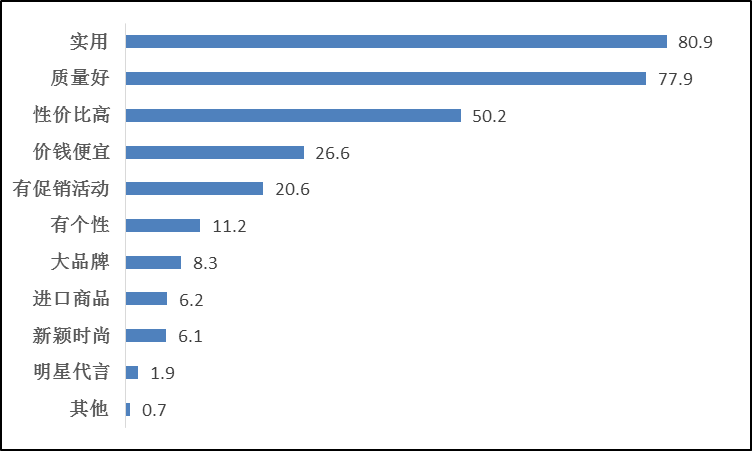 实用 80.9
质量好 77.9
性价比高 50.2
价钱便宜 26.6
有促销活动 20.6
有个性 11.2
大品牌 8.3
进口商品 6.2
新颖时尚 6.1
明星代言 1.9
其他 0.7